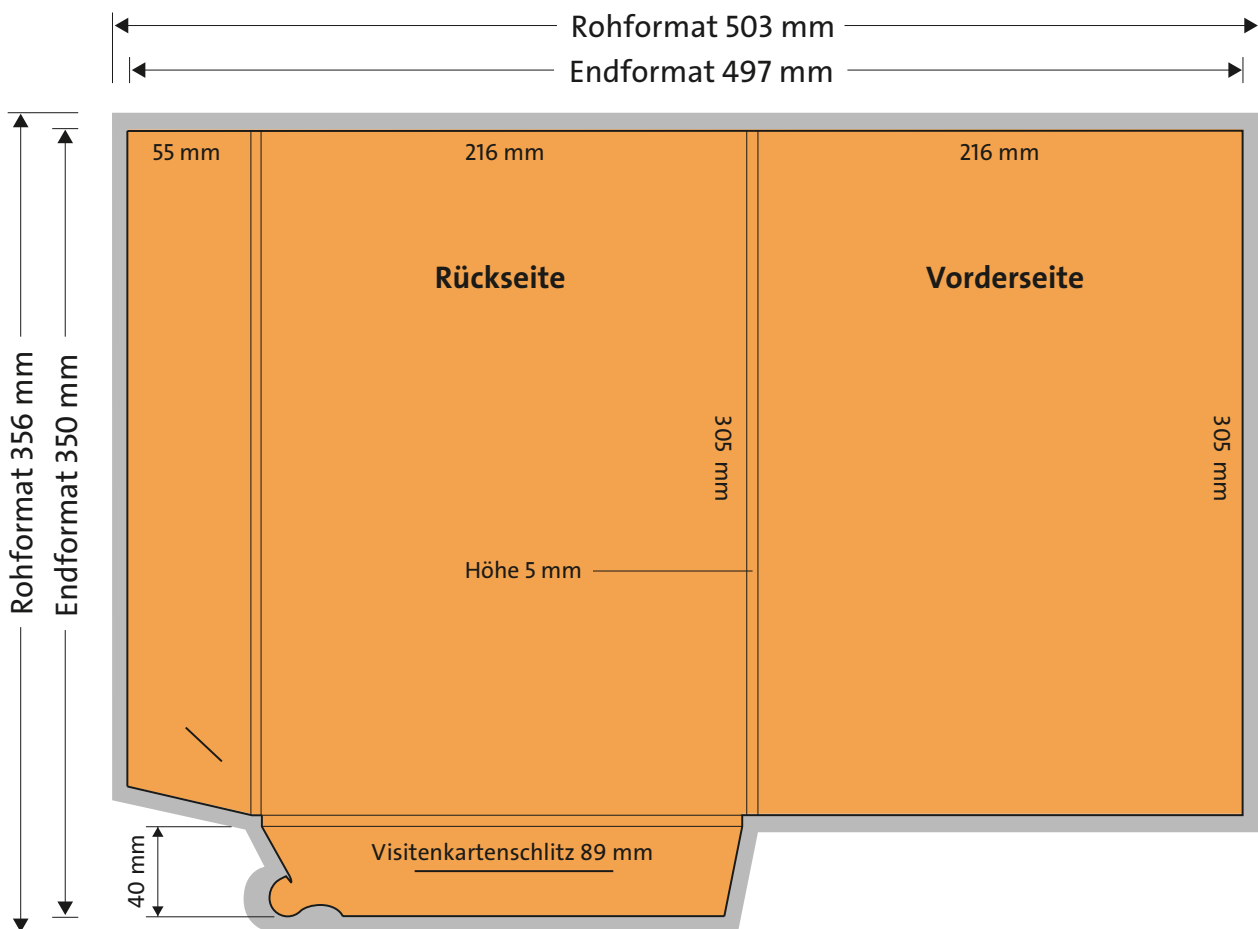 Rohformat 503 mm
Endformat 497 mm
55 mm
216 mm
216 mm
Rückseite
Vorderseite
Rohformat 356 mm
Endformat 350 mm
305 mm
305 mm
Höhe 5 mm
40 mm
Visitenkartenschlitz 89 mm